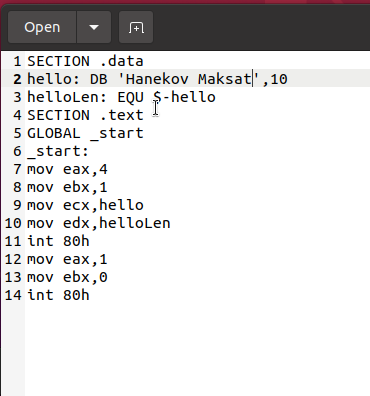 Open
1 SECTION .data
2 hello: DB 'Hanekov Maksat',10
3 helloLen: EQU $-hello
4 SECTION .text
5 GLOBAL _start
6 _start:
7 mov eax,4
8 mov ebx,1
9 mov ecx,hello
10 mov edx,helloLen
11 int 80h
12 mov eax,1
13 mov ebx,0
14 int 80h